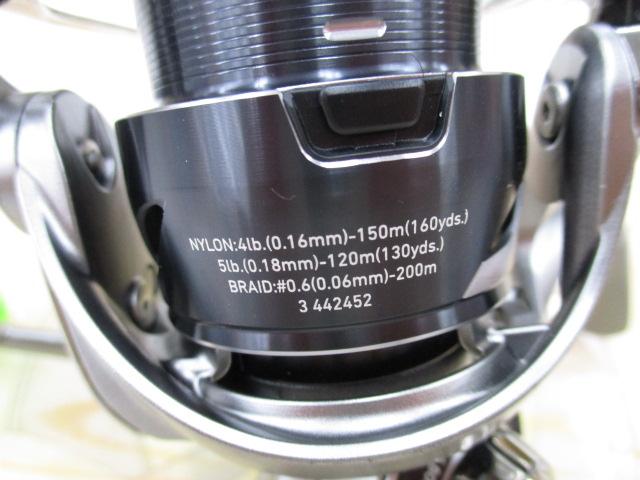 NYLON:4lb.(0.16mm)-150m(160yds.)
5lb.(0.18mm)-120m(130yds.)
BRAID:#0.6(0.06mm)-200m
3 442452